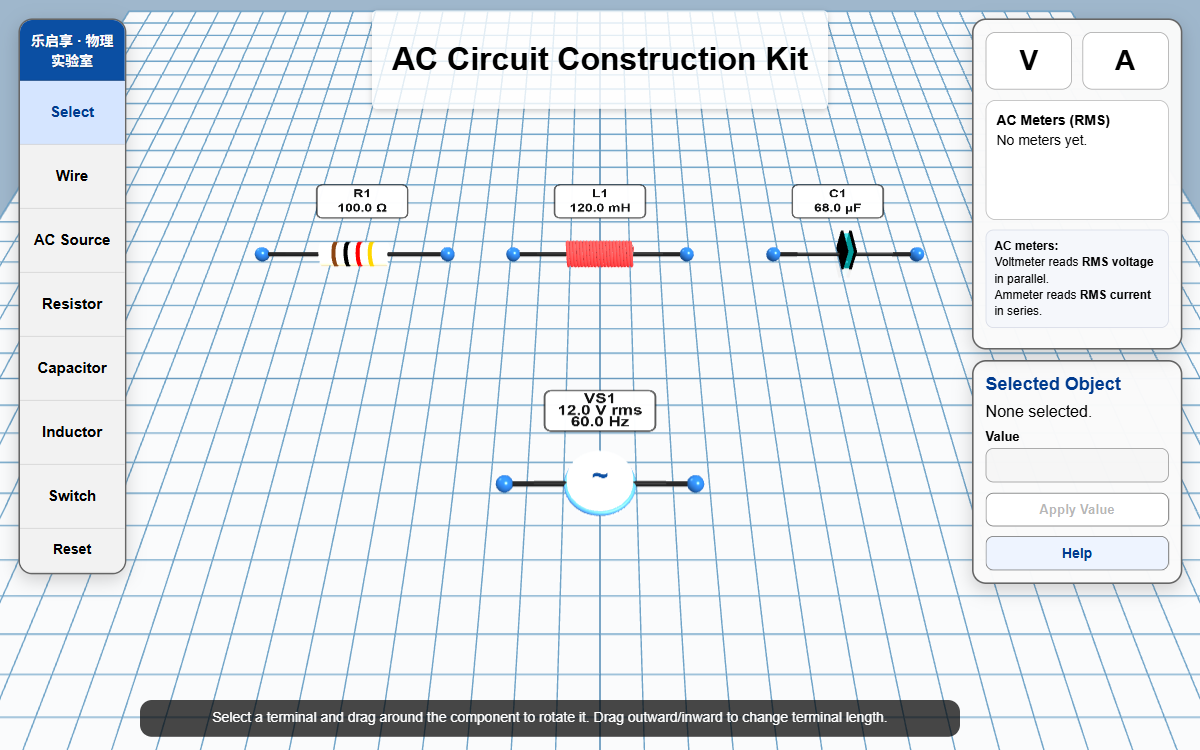 乐启享 · 物理
实验室
Select
Wire
AC Source
Resistor
Capacitor
Inductor
Switch
Reset
AC Circuit Construction Kit
R1
100.0 Ω
L1
120.0 mH
C1
68.0 µF
VS1
12.0 V rms
60.0 Hz
~
V
A
AC Meters (RMS)
No meters yet.
AC meters:
Voltmeter reads RMS voltage
in parallel.
Ammeter reads RMS current
in series.
Selected Object
None selected.
Value
Apply Value
Help
Select a terminal and drag around the component to rotate it. Drag outward/inward to change terminal length.